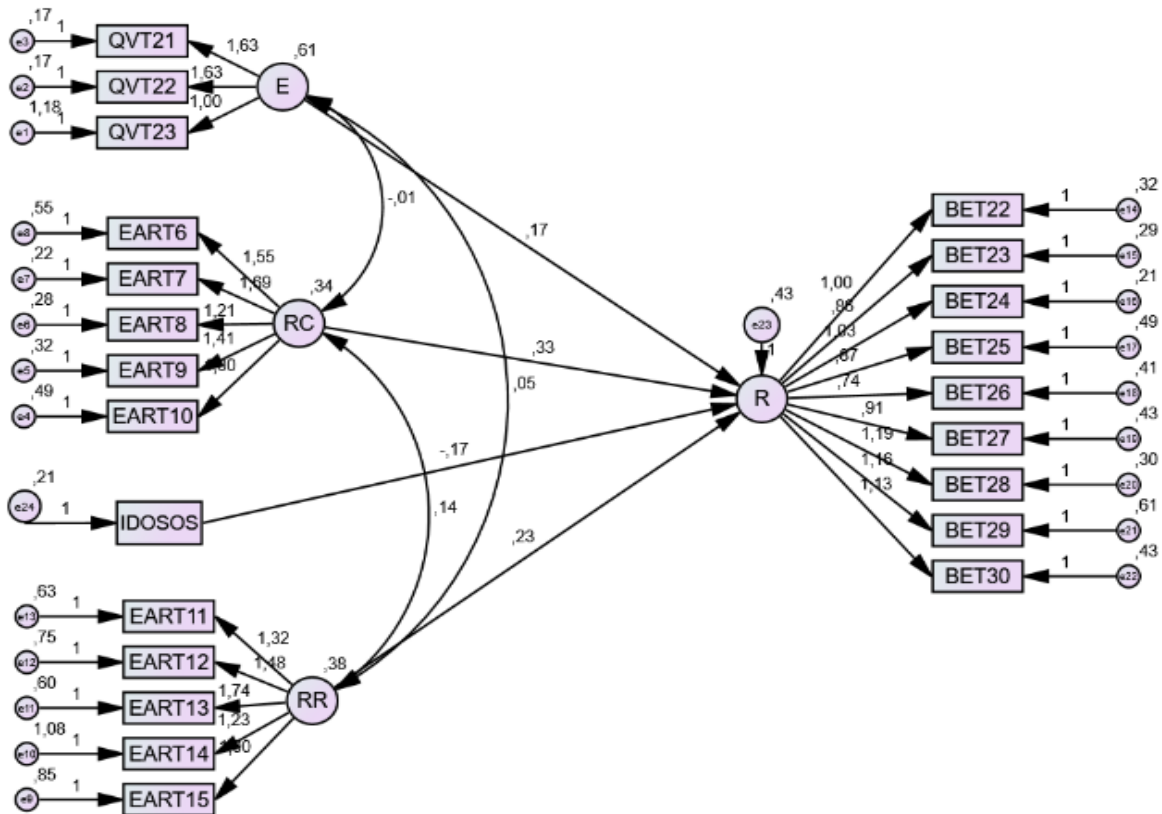 ,17
e3 1 QVT21 1,63 ,61
,17
e2 1 QVT22 1,63 E
1,18
e1 1 QVT23 1,00
-,01
,17
,55
e8 1 EART6 1,55
,22
e7 1 EART7 1,69 ,34
,28
e6 1 EART8 1,21 RC
,32
e5 1 EART9 1,41
,49
e4 1 EART10
,33
,05
-,17
,21
e24 1 IDOSOS
,14
,23
,63
e13 1 EART11 1,32
,75
e12 1 EART12 1,48 ,38
,60
e11 1 EART13 1,74 RR
1,08
e10 1 EART14 1,23
,85
e9 1 EART15
,43
e23
1
R
,32
1,00 BET22 1 e14
,29
BET23 1 e15
,21
1,03 BET24 1 e16
,49
BET25 1 e17
,41
,74 BET26 1 e18
,43
,91 BET27 1 e19
,30
1,19 BET28 1 e20
,61
1,16 BET29 1 e21
,43
1,13 BET30 1 e22